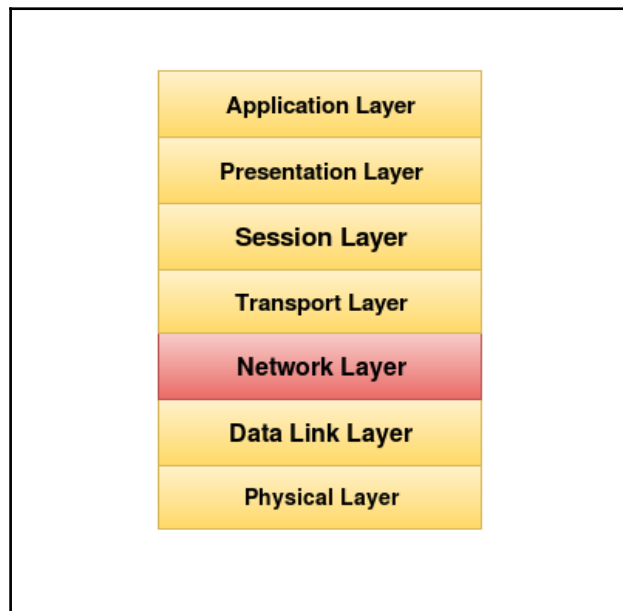 Application Layer
Presentation Layer
Session Layer
Transport Layer
Network Layer
Data Link Layer
Physical Layer